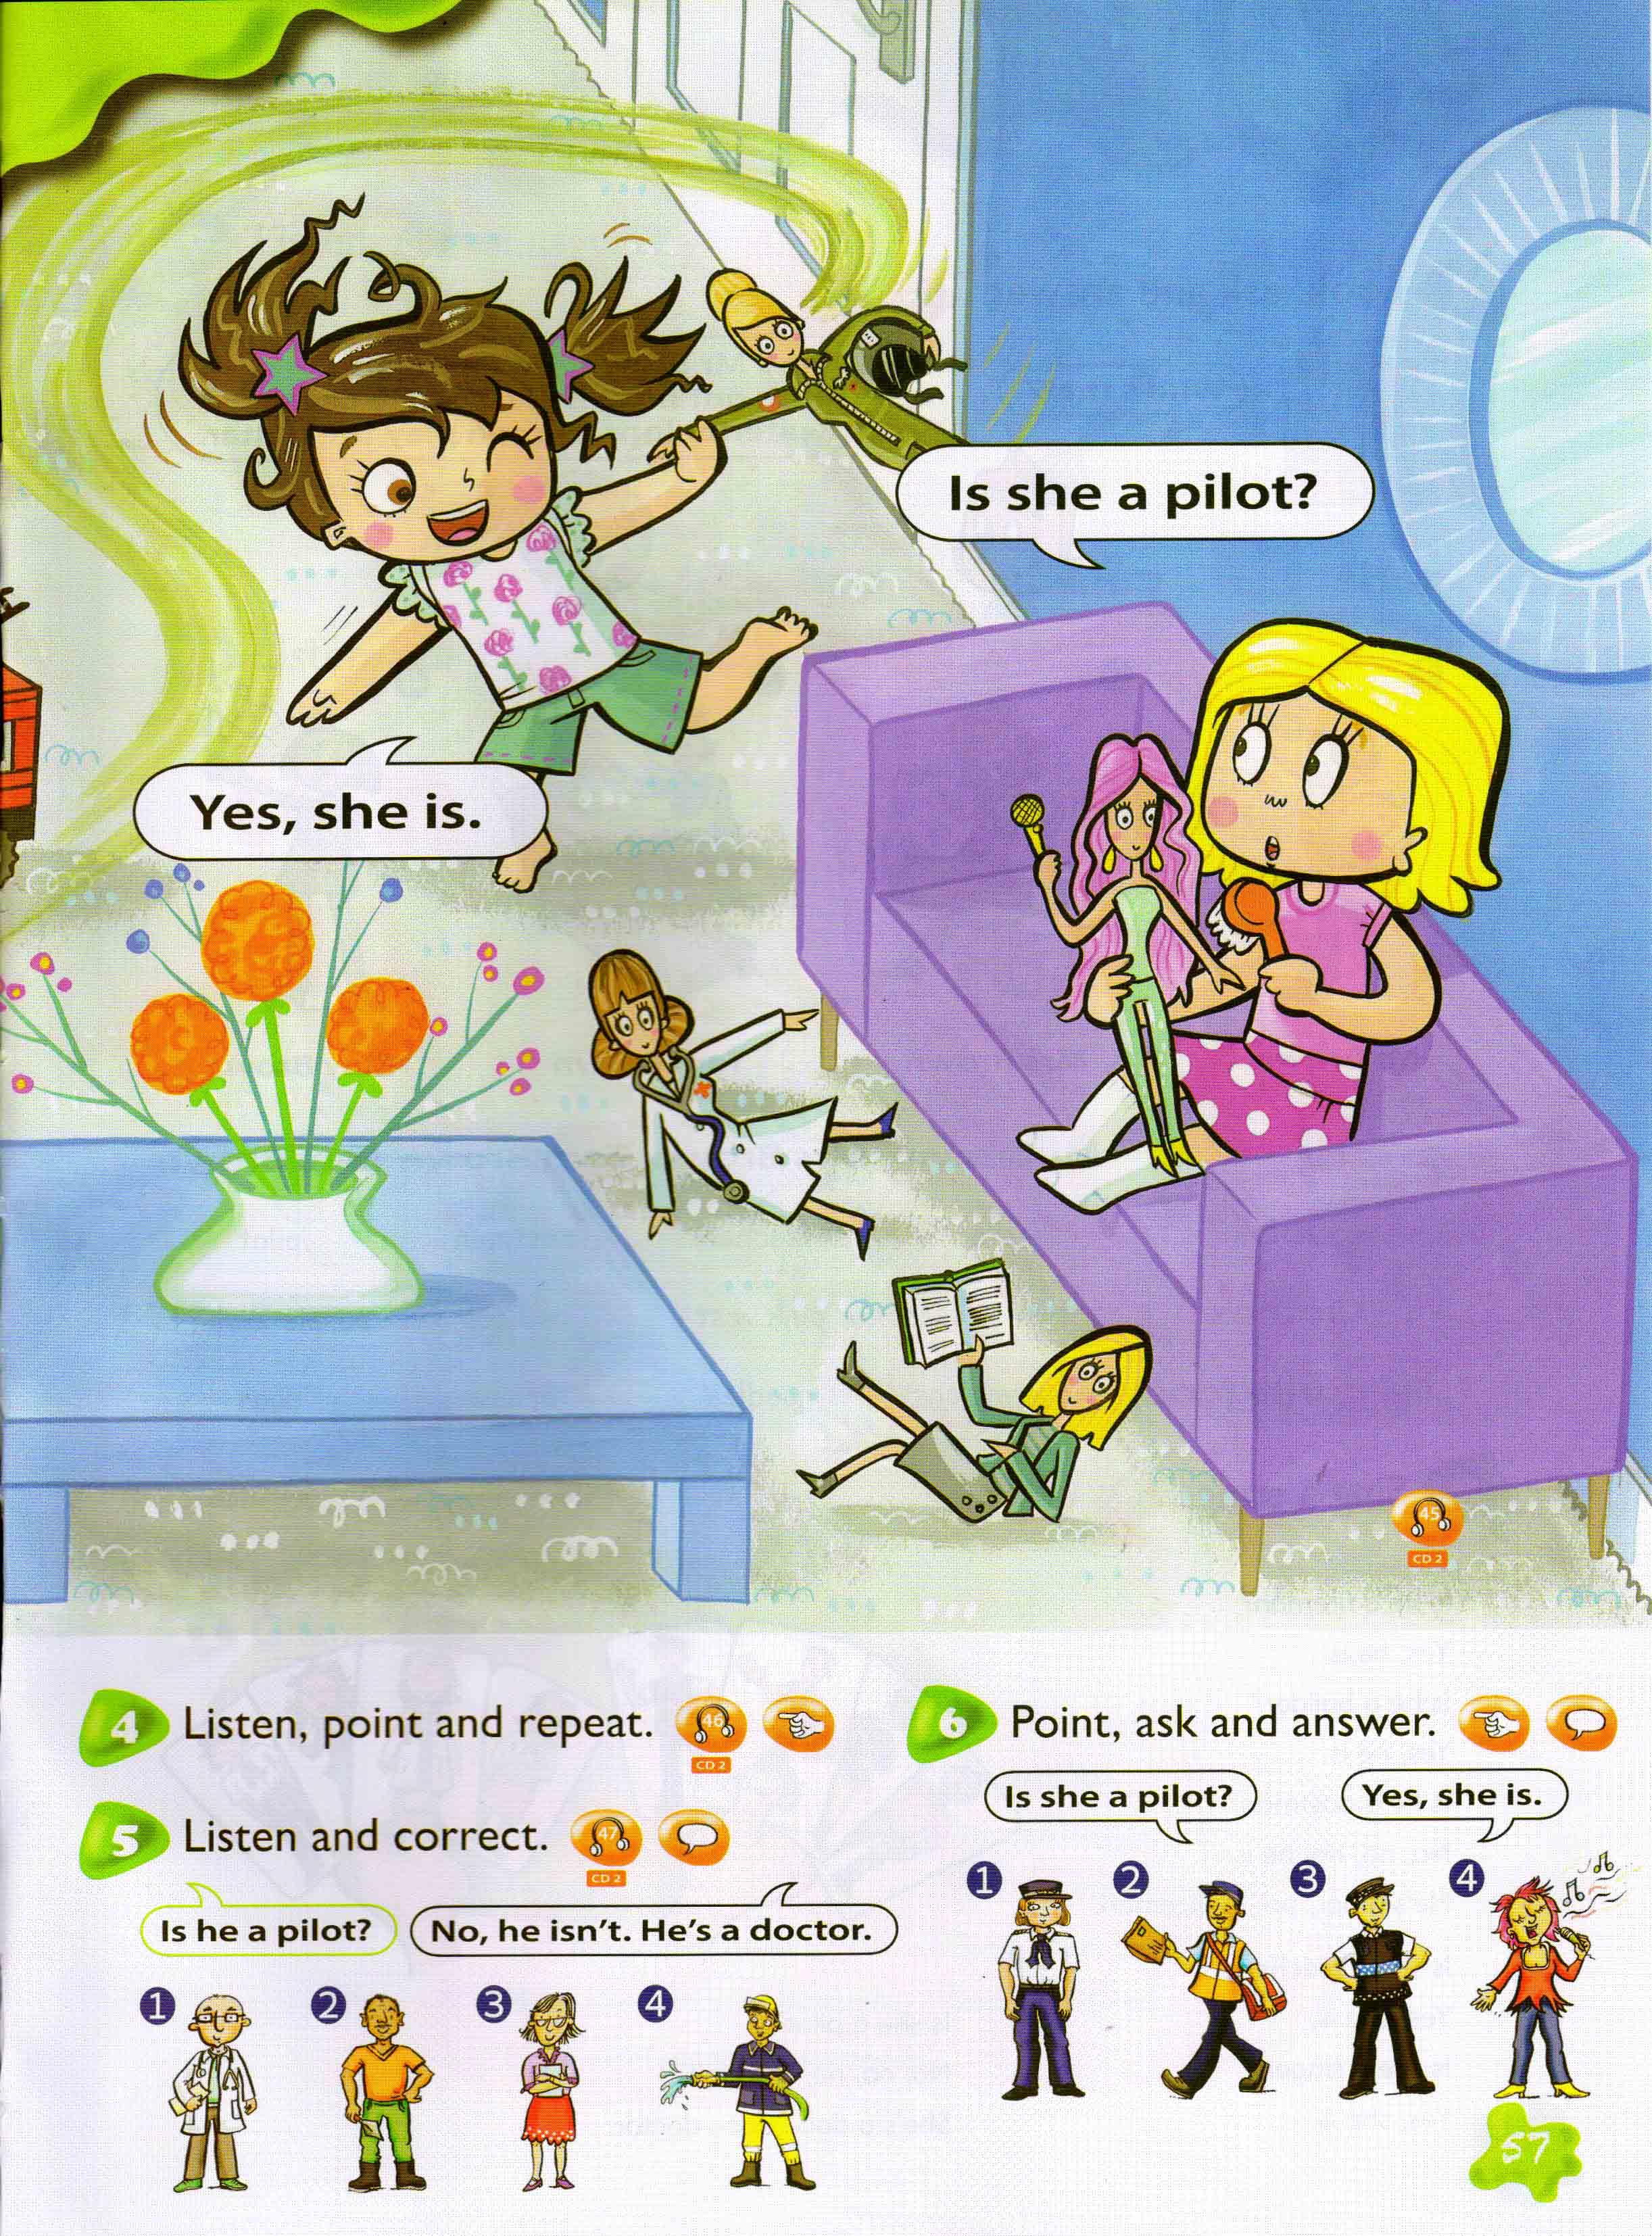 Is she a pilot?
Yes, she is.
45
CD 2
4 Listen, point and repeat.
46
CD 2
5 Listen and correct.
47
CD 2
Is he a pilot?
No, he isn't. He's a doctor.
1
2
3
4
6 Point, ask and answer.
Is she a pilot?
Yes, she is.
1
2
3
4
57